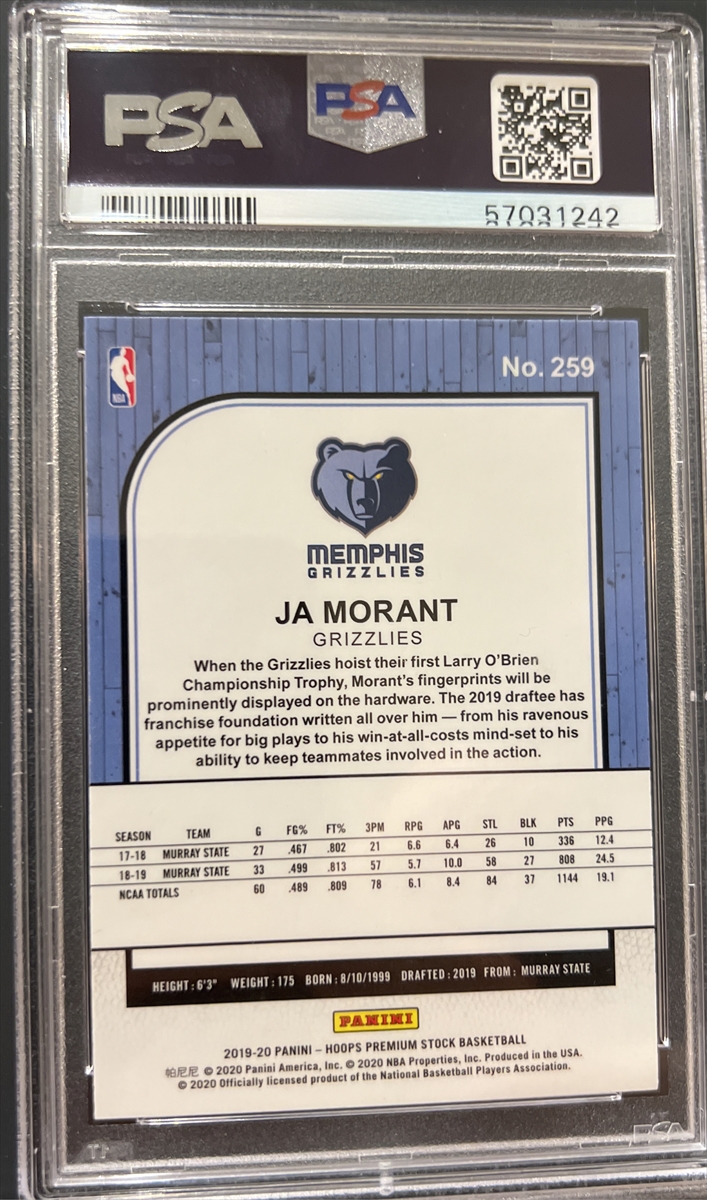 PSA
PSA
57031242
No. 259
NBA
MEMPHIS
GRIZZLIES
JA MORANT
GRIZZLIES
When the Grizzlies hoist their first Larry O'Brien
Championship Trophy, Morant's fingerprints will be
prominently displayed on the hardware. The 2019 draftee has
franchise foundation written all over him — from his ravenous
appetite for big plays to his win-at-all-costs mind-set to his
ability to keep teammates involved in the action.
SEASON TEAM G FG% FT% 3PM RPG APG STL BLK PTS PPG
17-18 MURRAY STATE 27 .467 .802 21 6.6 6.4 26 10 336 12.4
18-19 MURRAY STATE 33 .499 .813 57 5.7 10.0 58 27 808 24.5
NCAA TOTALS 60 .489 .809 78 6.1 8.4 84 37 1144 19.1
HEIGHT: 6'3" WEIGHT: 175 BORN: 8/10/1999 DRAFTED: 2019 FROM: MURRAY STATE
PANINI
2019-20 PANINI – HOOPS PREMIUM STOCK BASKETBALL
帕尼尼 © 2020 Panini America, Inc. © 2020 NBA Properties, Inc. Produced in the USA.
© 2020 Officially licensed product of the National Basketball Players Association.
PSA